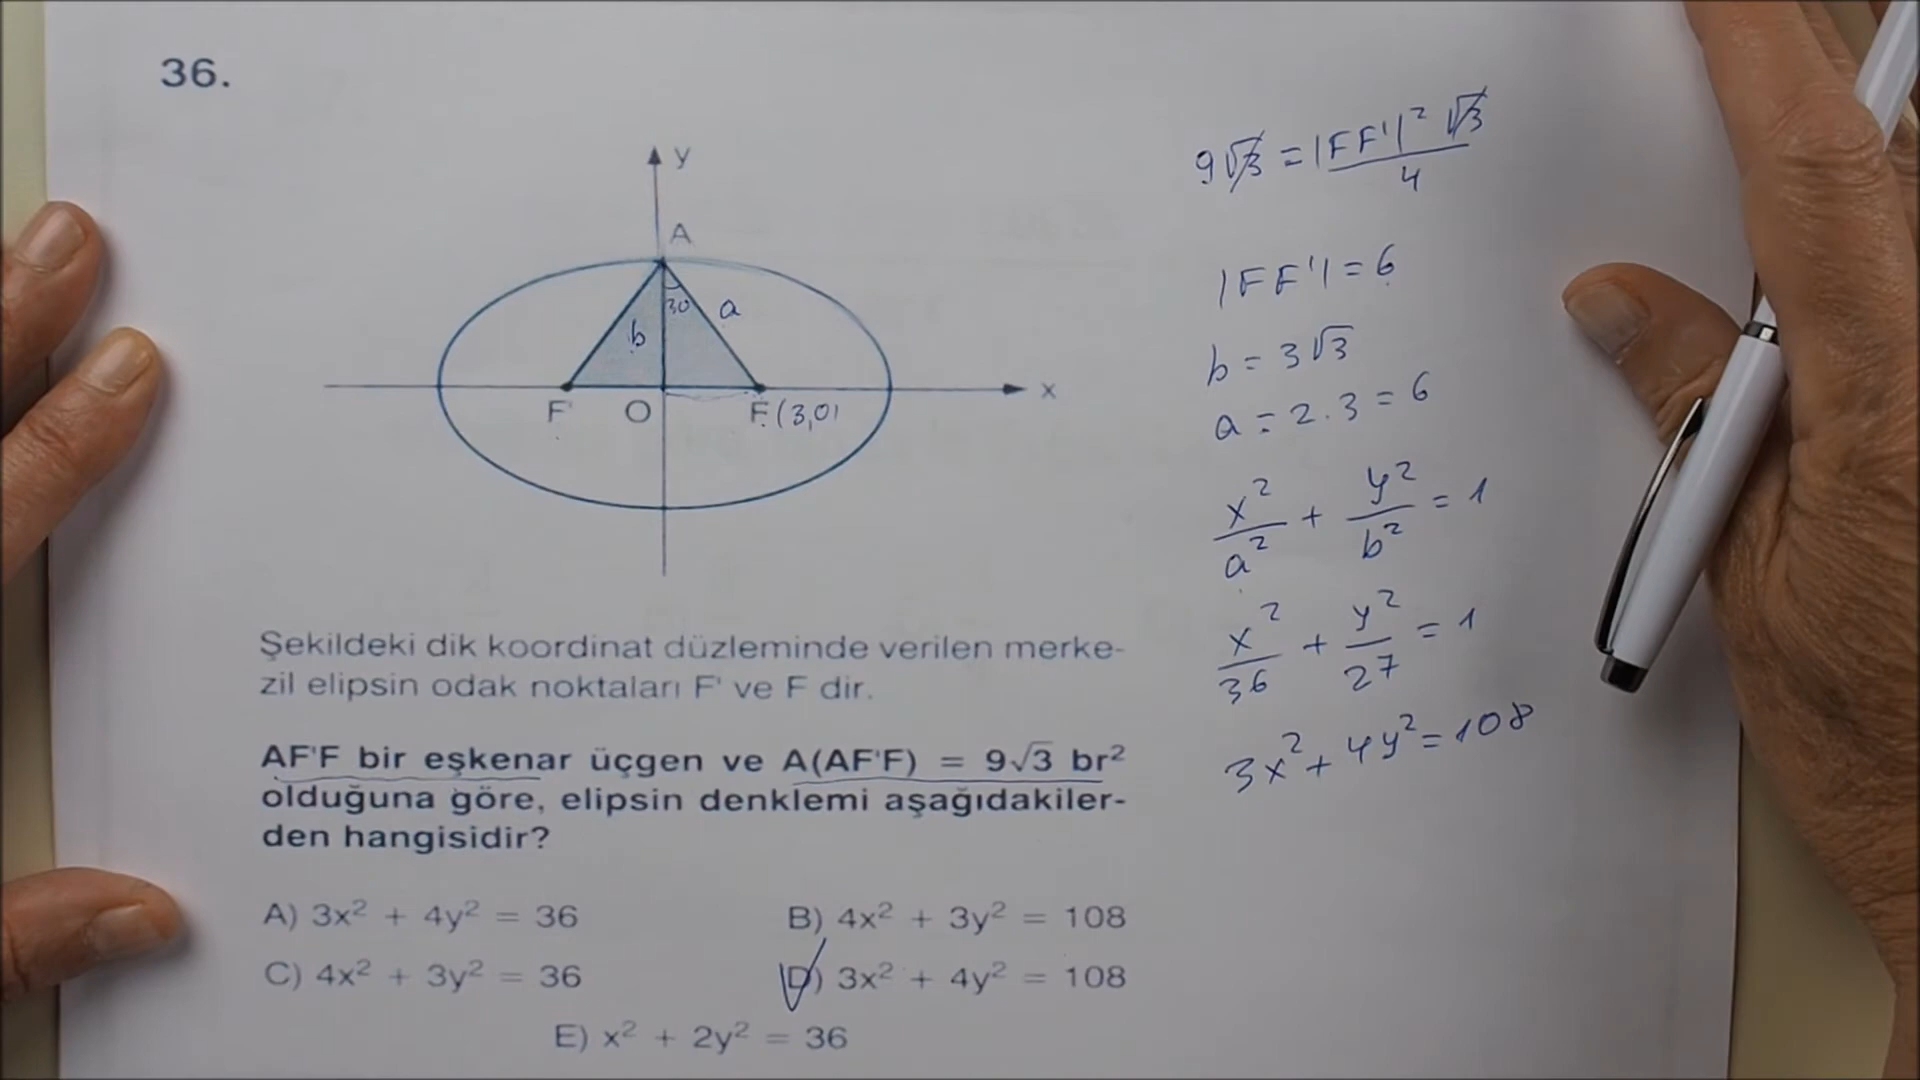 36.
y
A
30
a
b
x
F' O F (3,0)
Şekildeki dik koordinat düzleminde verilen merke-
zil elipsin odak noktaları F' ve F dir.
AF'F bir eşkenar üçgen ve A(AF'F) = 9√3 br²
olduğuna göre, elipsin denklemi aşağıdakiler-
den hangisidir?
A) 3x² + 4y² = 36
B) 4x² + 3y² = 108
C) 4x² + 3y² = 36
D) 3x² + 4y² = 108
E) x² + 2y² = 36
9√3 = |FF'|² √3 / 4
|FF'| = 6
b = 3√3
a = 2.3 = 6
x²/a² + y²/b² = 1
x²/36 + y²/27 = 1
3x² + 4y² = 108